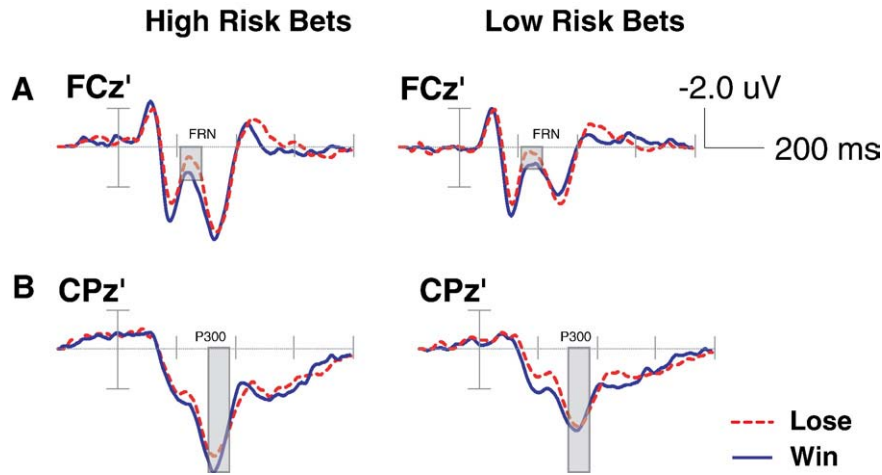 High Risk Bets
Low Risk Bets
A
FCz'
FCz'
-2.0 uV
200 ms
FRN
FRN
B
CPz'
CPz'
P300
P300
Lose
Win